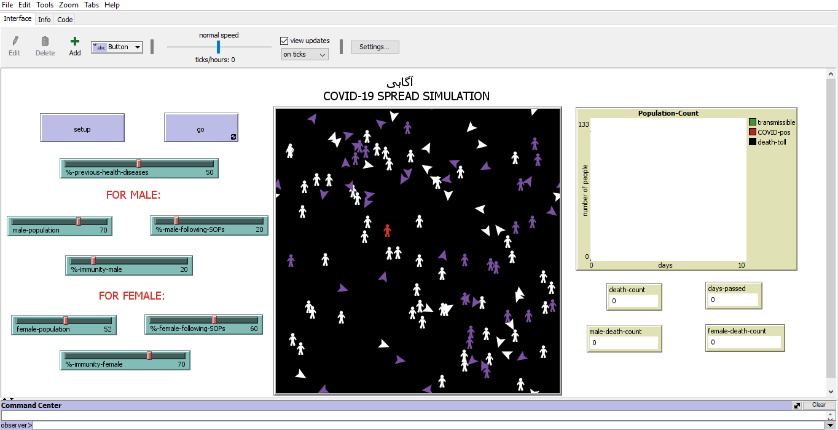 File Edit Tools Zoom Tabs Help
Interface Info Code
Edit Delete Add
abc Button
normal speed
ticks/hours: 0
view updates
on ticks
Settings...
آگاہی
COVID-19 SPREAD SIMULATION
setup
go
%-previous-health-diseases 50
FOR MALE:
male-population 70
%-male-following-SOPs 20
%-immunity-male 20
FOR FEMALE:
female-population 52
%-female-following-SOPs 60
%-immunity-female 70
Population-Count
number of people
133
0
0 days 10
transmissible
COVID-pos
death-toll
death-count
0
days-passed
0
male-death-count
0
female-death-count
0
Command Center
Clear
observer>